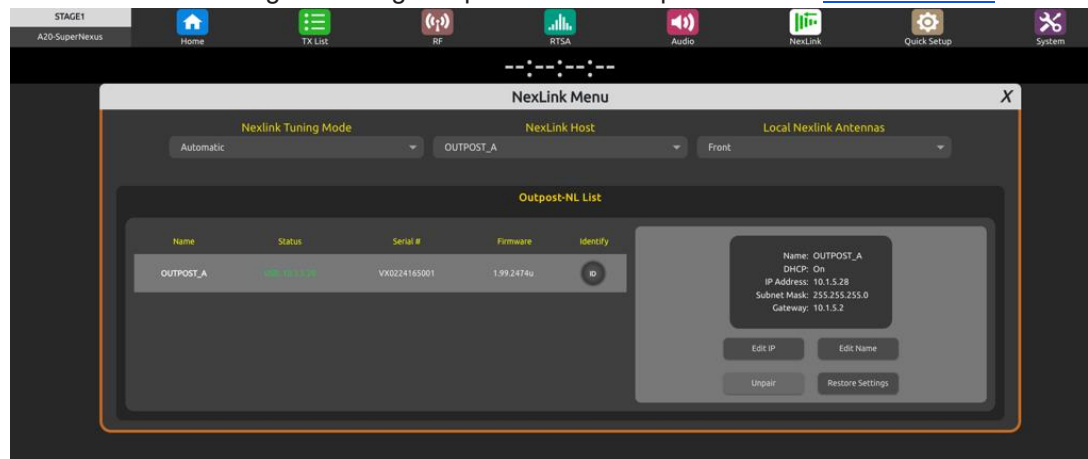 STAGE1
A20-SuperNexus
Home
TX List
RF
RTSA
Audio
NexLink
Quick Setup
System
--:--:--:--
NexLink Menu
X
Nexlink Tuning Mode
NexLink Host
Local Nexlink Antennas
Automatic
OUTPOST_A
Front
Outpost-NL List
Name Status Serial # Firmware Identify
OUTPOST_A VX0224165001 1.99.2474u ID
Name: OUTPOST_A
DHCP: On
IP Address: 10.1.5.28
Subnet Mask: 255.255.255.0
Gateway: 10.1.5.2
Edit IP
Edit Name
Unpair
Restore Settings